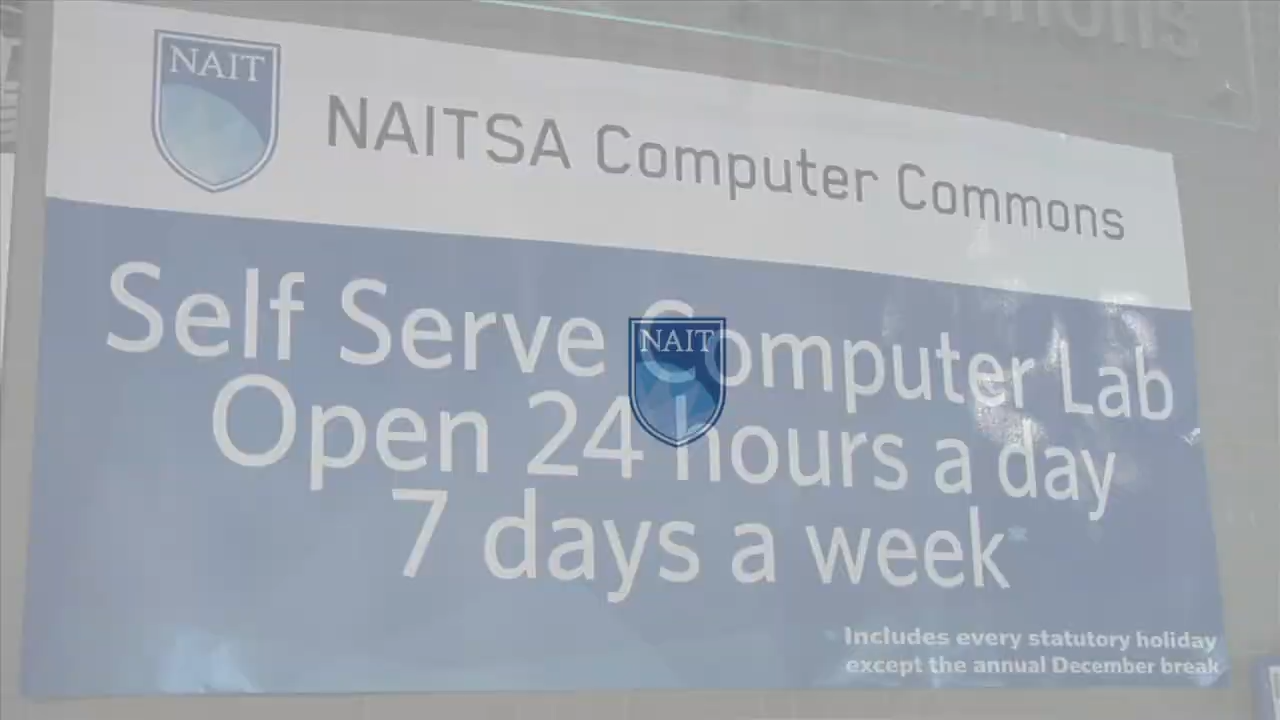 mmons
NAIT
NAITSA Computer Commons
Self Serve Computer Lab
NAIT
Open 24 hours a day
7 days a week*
*Includes every statutory holiday
except the annual December break